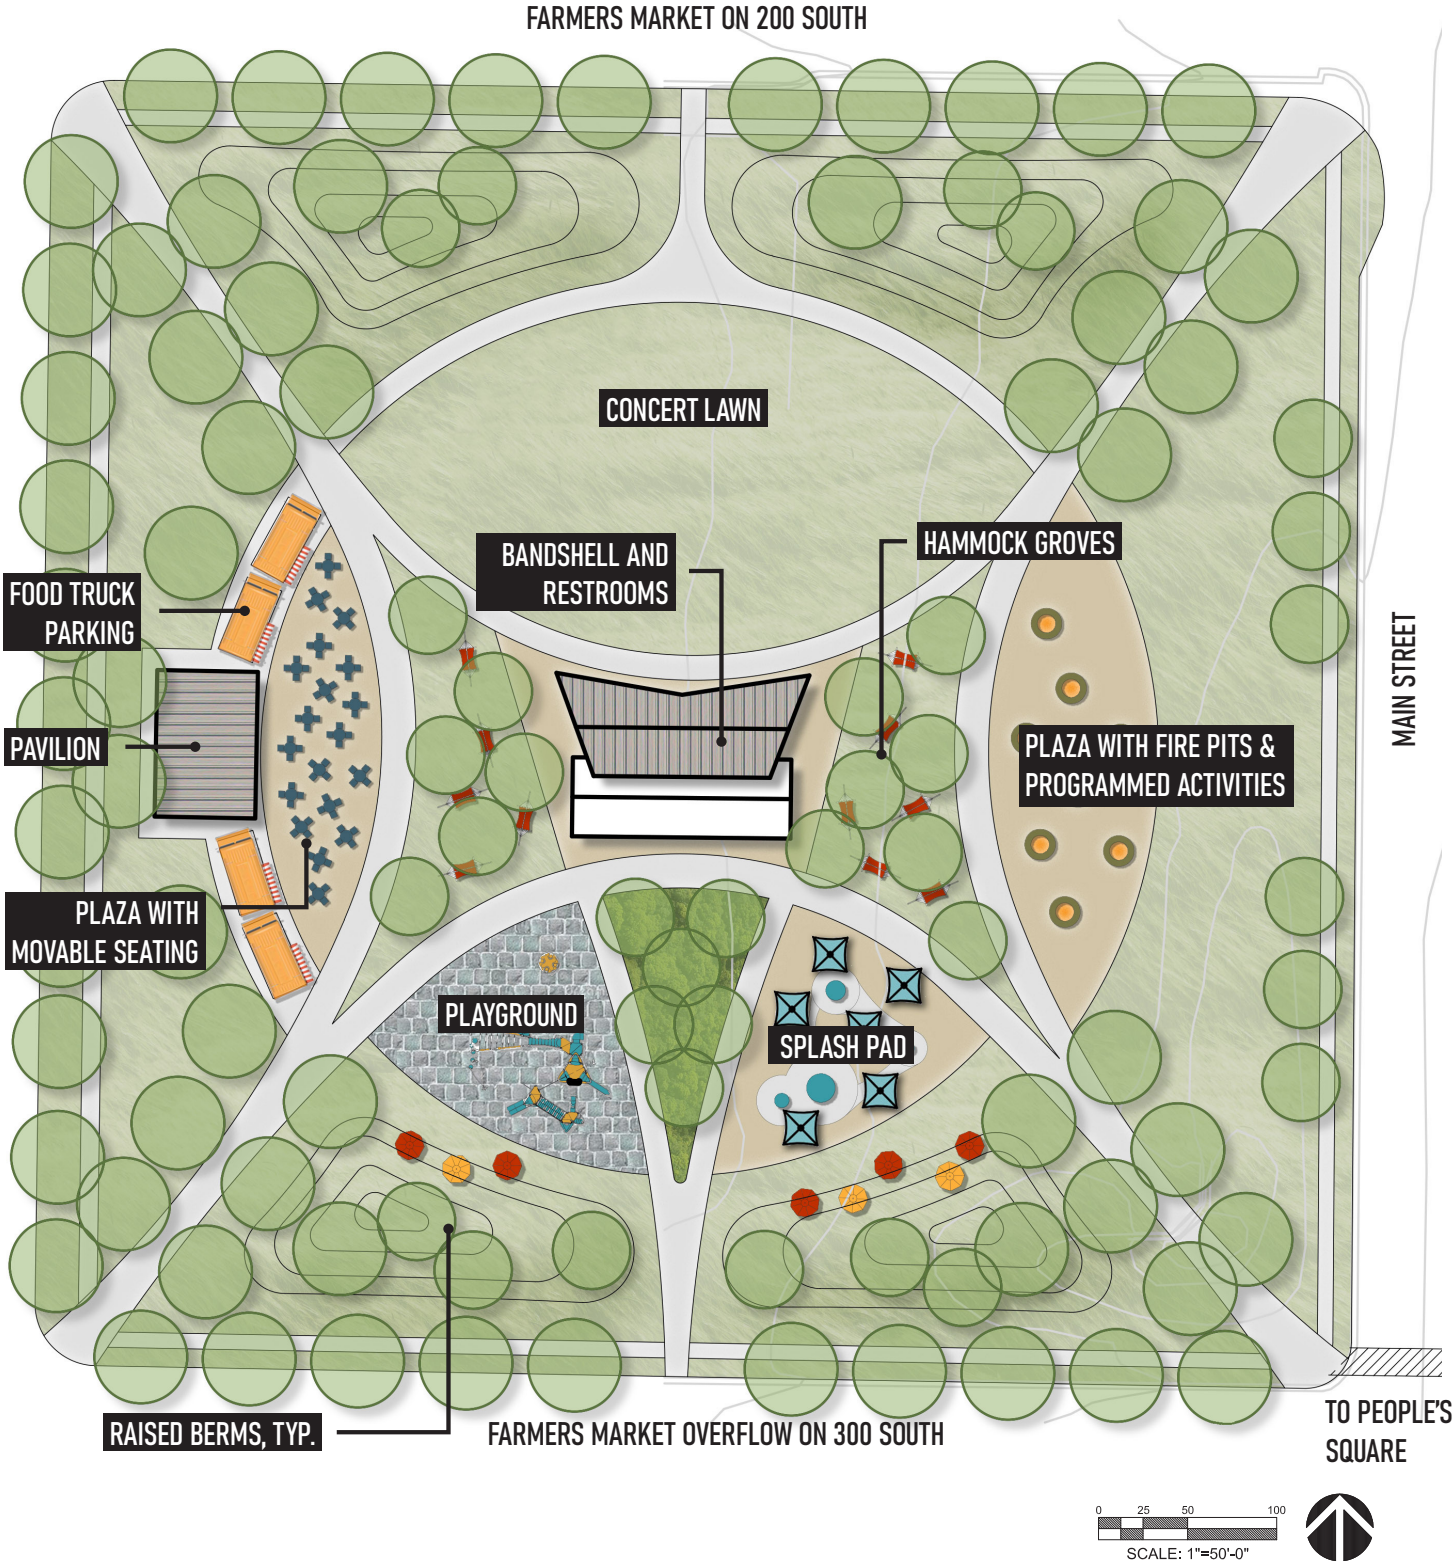 FARMERS MARKET ON 200 SOUTH
CONCERT LAWN
BANDSHELL AND
RESTROOMS
HAMMOCK GROVES
FOOD TRUCK
PARKING
MAIN STREET
PAVILION
PLAZA WITH FIRE PITS &
PROGRAMMED ACTIVITIES
PLAZA WITH
MOVABLE SEATING
PLAYGROUND
SPLASH PAD
RAISED BERMS, TYP.
FARMERS MARKET OVERFLOW ON 300 SOUTH
TO PEOPLE'S
SQUARE
0 25 50 100
SCALE: 1"=50'-0"